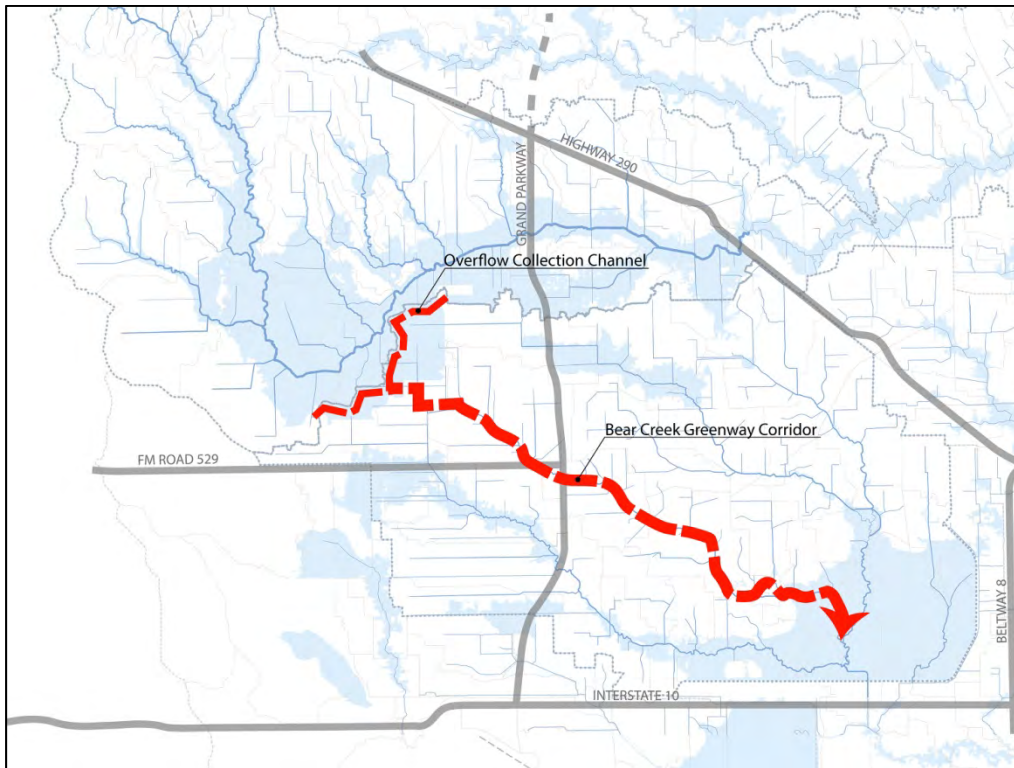 HIGHWAY 290
GRAND PARKWAY
Overflow Collection Channel
Bear Creek Greenway Corridor
FM ROAD 529
BELTWAY 8
INTERSTATE 10